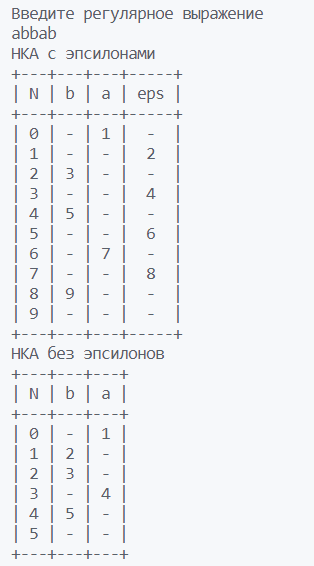 Введите регулярное выражение
abbab
НКА с эпсилонами
+---+---+---+-----+
| N | b | a | eps |
+---+---+---+-----+
| 0 | - | 1 |  -  |
| 1 | - | - |  2  |
| 2 | 3 | - |  -  |
| 3 | - | - |  4  |
| 4 | 5 | - |  -  |
| 5 | - | - |  6  |
| 6 | - | 7 |  -  |
| 7 | - | - |  8  |
| 8 | 9 | - |  -  |
| 9 | - | - |  -  |
+---+---+---+-----+
НКА без эпсилонов
+---+---+---+
| N | b | a |
+---+---+---+
| 0 | - | 1 |
| 1 | 2 | - |
| 2 | 3 | - |
| 3 | - | 4 |
| 4 | 5 | - |
| 5 | - | - |
+---+---+---+